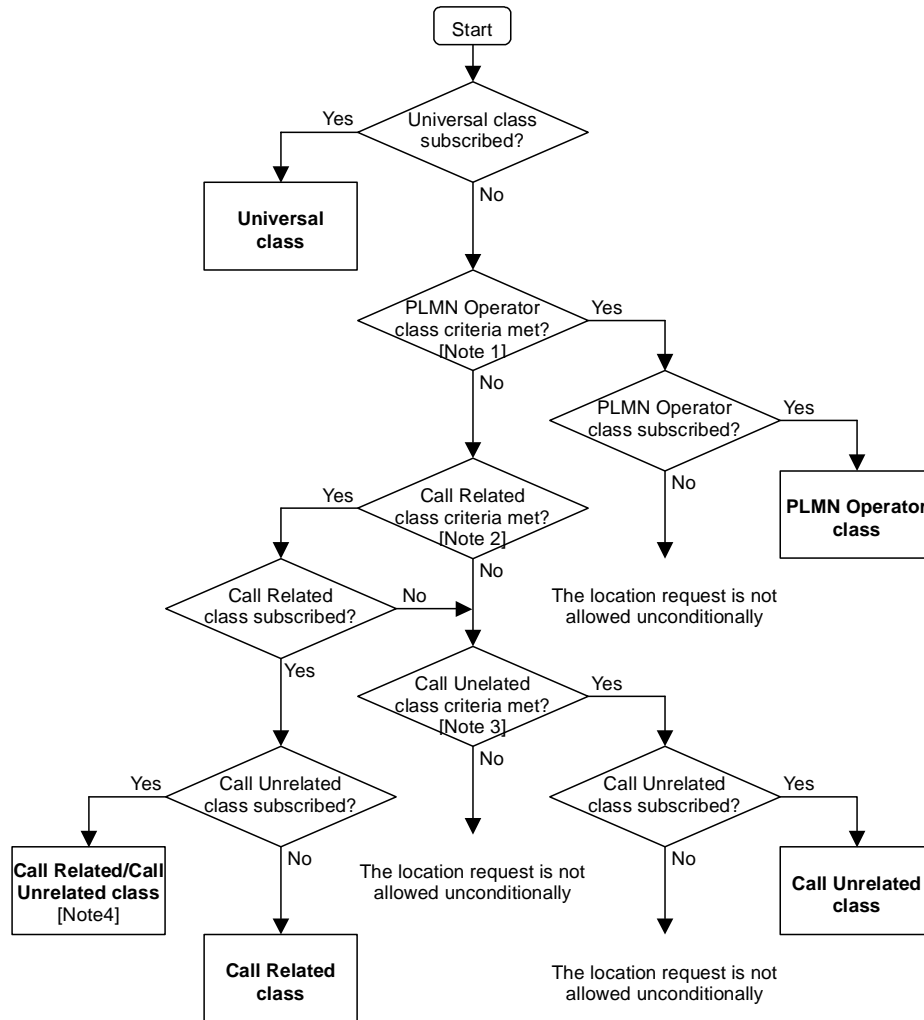 Start
Universal class
subscribed?
Yes
No
Universal
class
PLMN Operator
class criteria met?
[Note 1]
Yes
No
PLMN Operator
class subscribed?
Yes
No
PLMN Operator
class
Call Related
class criteria met?
[Note 2]
Yes
No
The location request is not
allowed unconditionally
Call Related
class subscribed?
No
Yes
Call Unelated
class criteria met?
[Note 3]
Yes
No
Call Unrelated
class subscribed?
Yes
No
Call Unrelated
class subscribed?
Yes
No
Call Related/Call
Unrelated class
[Note4]
The location request is not
allowed unconditionally
Call Unrelated
class
Call Related
class
The location request is not
allowed unconditionally